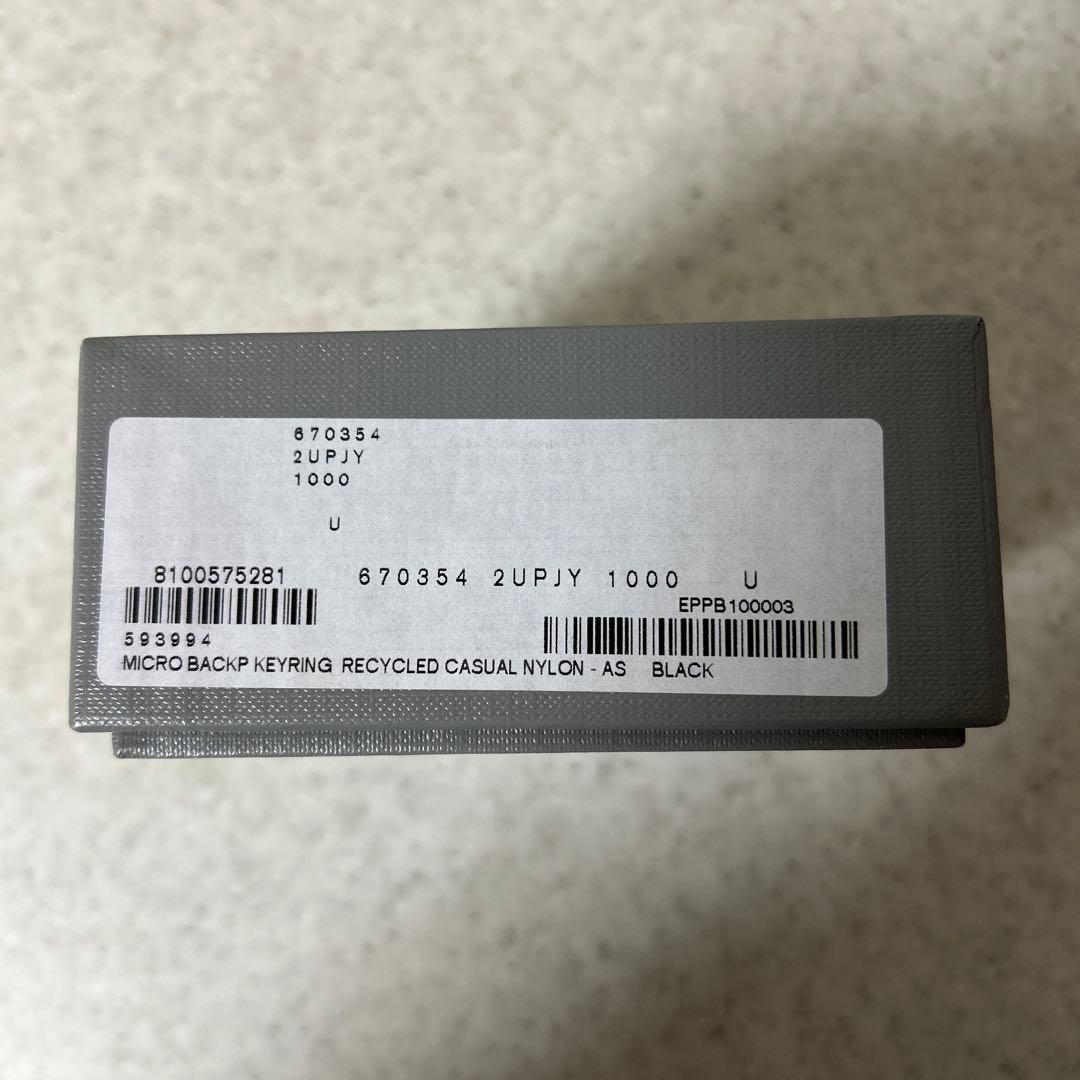 670354
2UPJY
1000
U
8100575281 670354 2UPJY 1000 U
EPPB100003
593994
MICRO BACKP KEYRING RECYCLED CASUAL NYLON - AS BLACK